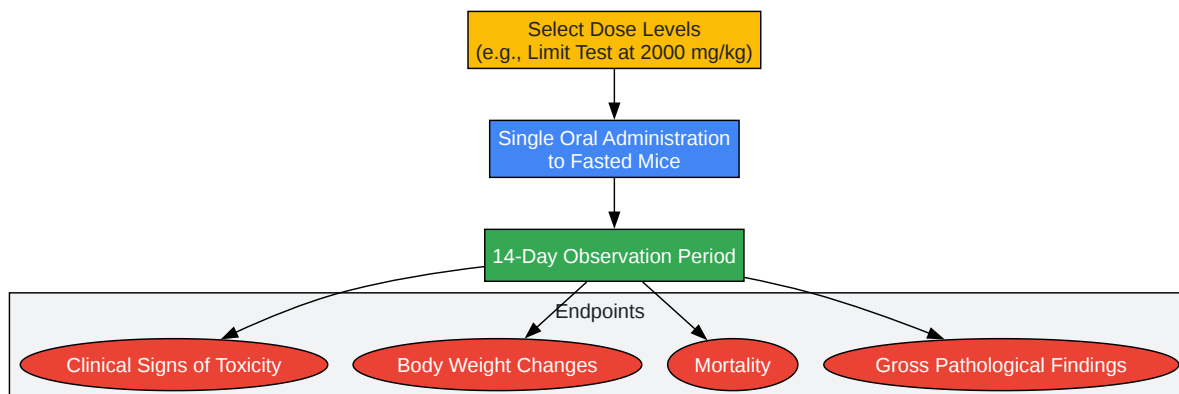 Select Dose Levels
(e.g., Limit Test at 2000 mg/kg)
Single Oral Administration
to Fasted Mice
14-Day Observation Period
Endpoints
Clinical Signs of Toxicity
Body Weight Changes
Mortality
Gross Pathological Findings